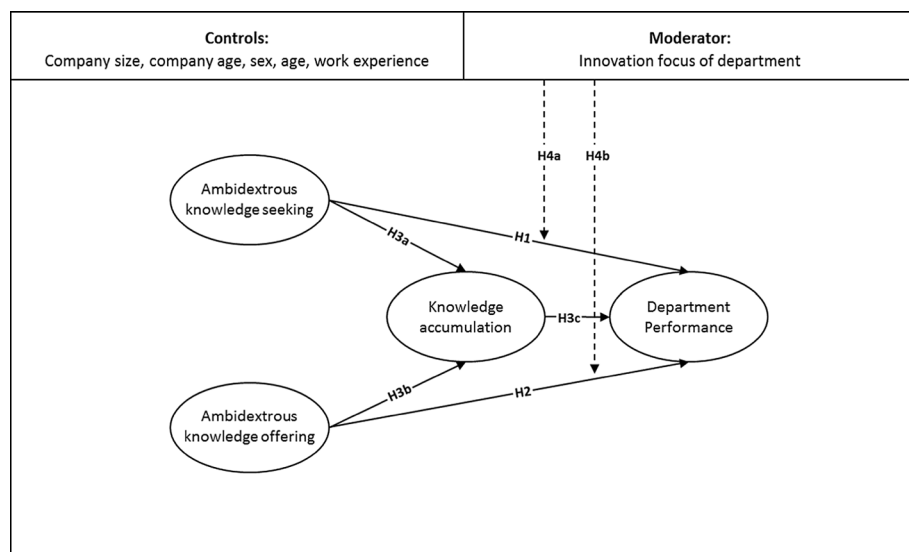 Controls:
Company size, company age, sex, age, work experience
Moderator:
Innovation focus of department
H4a
H4b
Ambidextrous
knowledge seeking
H3a
H1
Knowledge
accumulation
H3c
Department
Performance
H3b
H2
Ambidextrous
knowledge offering